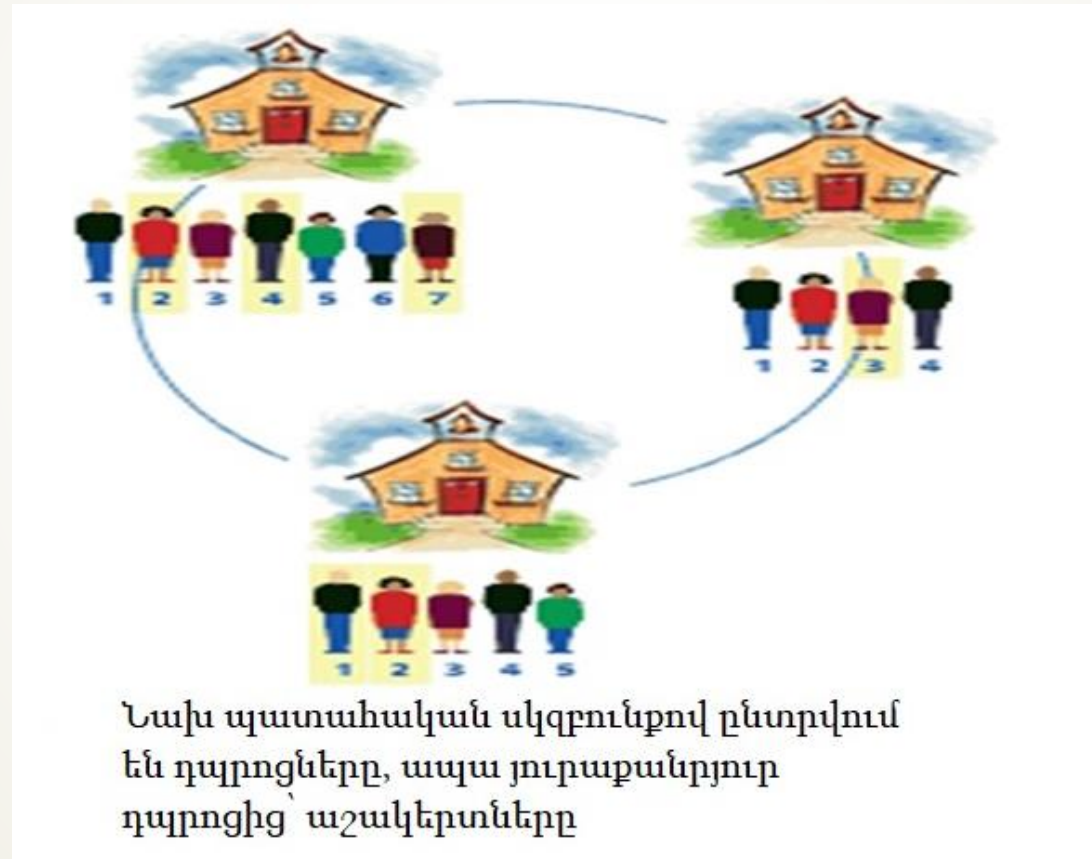 1 2 3 4 5 6 7
1 2 3 4
1 2 3 4 5
Նախ պատահական սկզբունքով ընտրվում
են դպրոցները, ապա յուրաքանրյուր
դպրոցից՝ աշակերտները